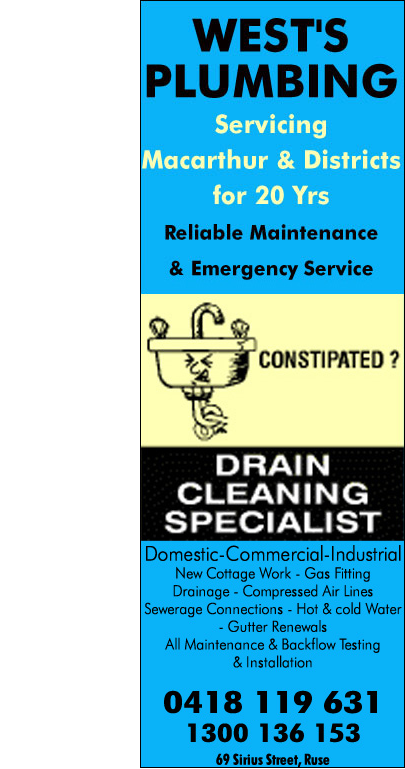 WEST'S
PLUMBING
Servicing
Macarthur & Districts
for 20 Yrs
Reliable Maintenance
& Emergency Service
CONSTIPATED ?
DRAIN
CLEANING
SPECIALIST
Domestic-Commercial-Industrial
New Cottage Work - Gas Fitting
Drainage - Compressed Air Lines
Sewerage Connections - Hot & cold Water
- Gutter Renewals
All Maintenance & Backflow Testing
& Installation
0418 119 631
1300 136 153
69 Sirius Street, Ruse